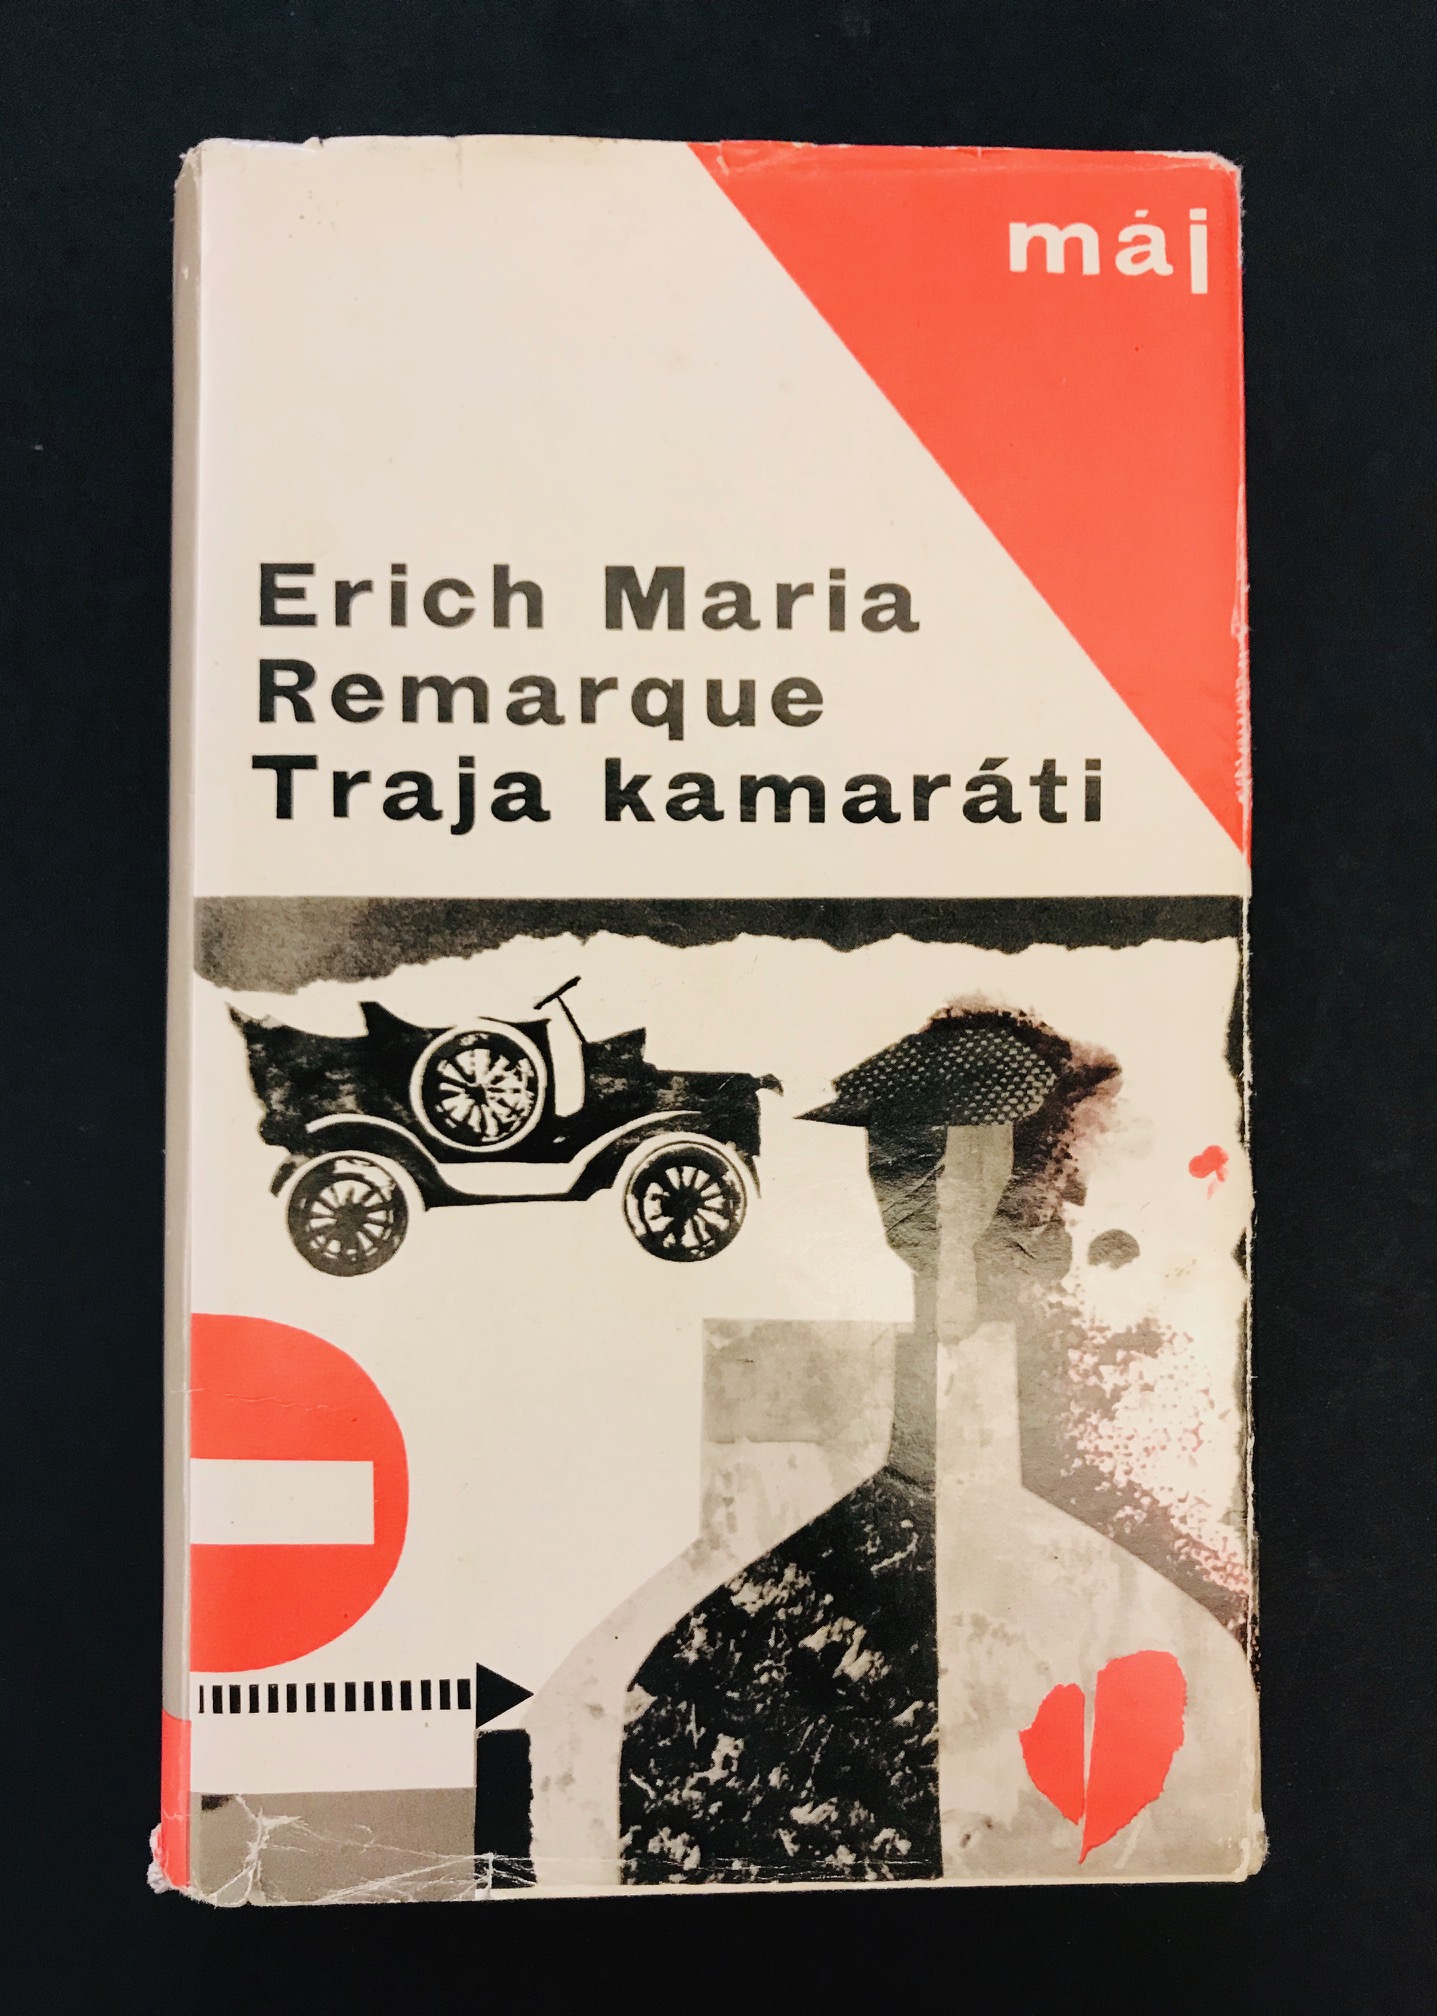 máj
Erich Maria
Remarque
Traja kamaráti